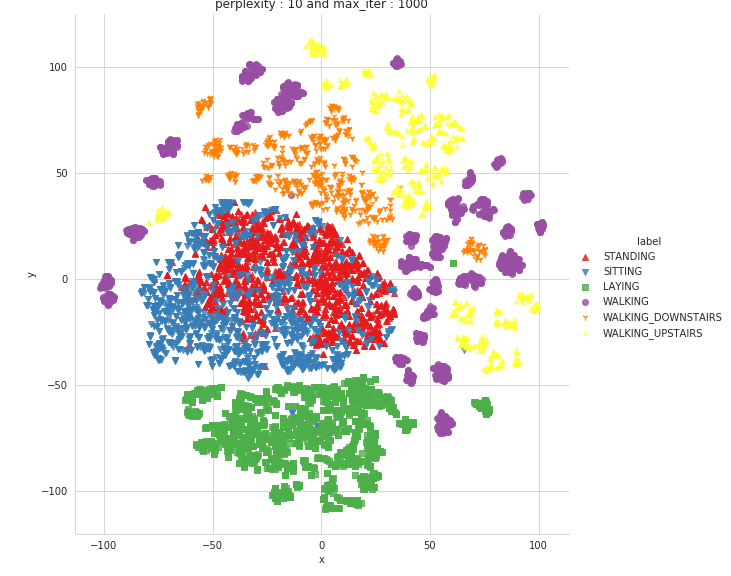 perplexity : 10 and max_iter : 1000
100
50
0
−50
−100
y
−100
−50
0
50
100
x
label
STANDING
SITTING
LAYING
WALKING
WALKING_DOWNSTAIRS
WALKING_UPSTAIRS